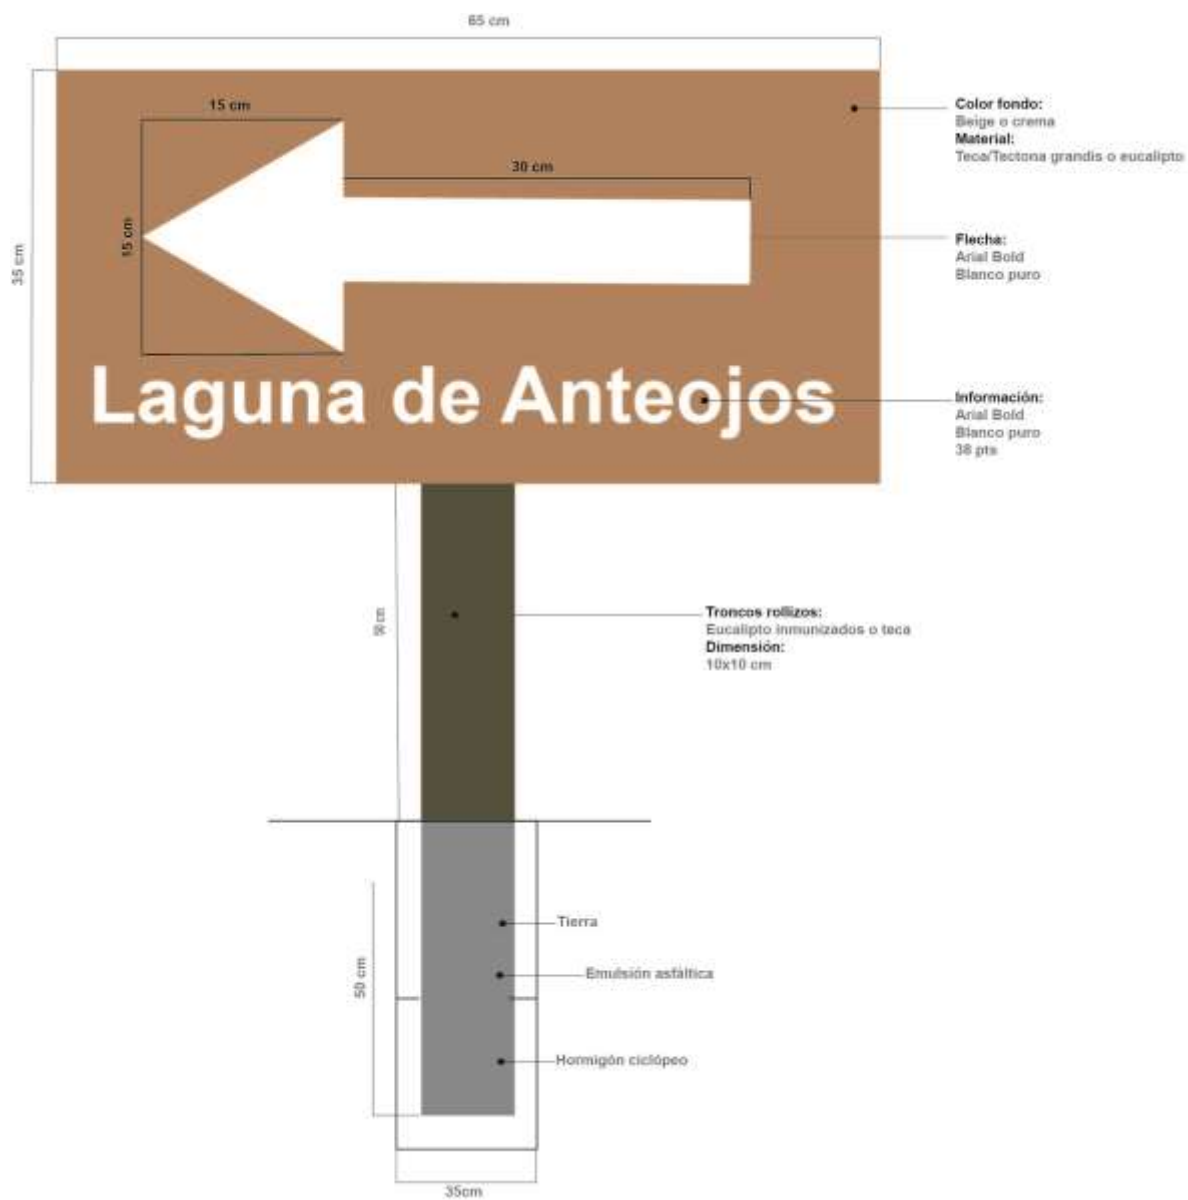 65 cm
15 cm
Color fondo:
Beige o crema
Material:
Teca/Tectona grandis o eucalipto
30 cm
15 cm
35 cm
Flecha:
Arial Bold
Blanco puro
Laguna de Anteojos
Información:
Arial Bold
Blanco puro
38 pts
Troncos rollizos:
Eucalipto inmunizados o teca
Dimensión:
10x10 cm
cm
Tierra
Emulsión asfáltica
50 cm
Hormigón ciclópeo
35cm